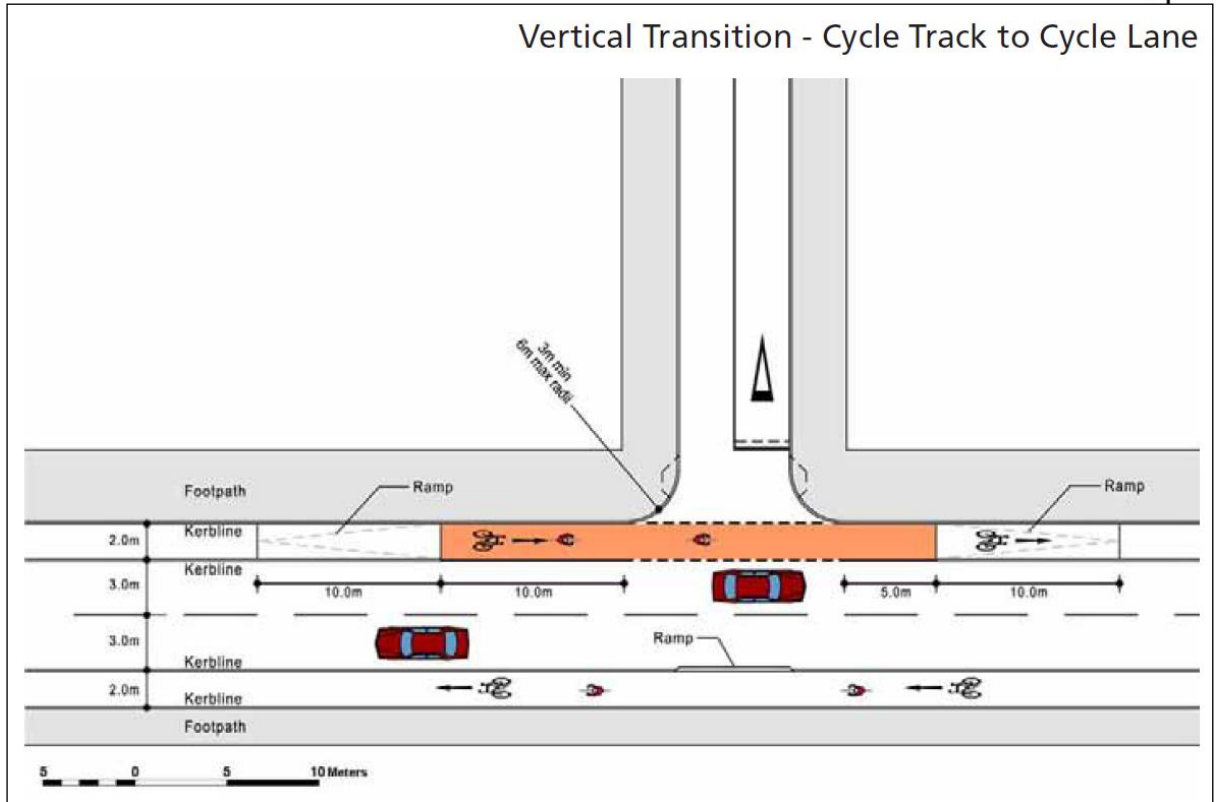 Vertical Transition - Cycle Track to Cycle Lane
3m min
6m max radii
Footpath
Ramp
Ramp
2.0m
Kerbline
3.0m
Kerbline
10.0m
10.0m
5.0m
10.0m
3.0m
Kerbline
Ramp
2.0m
Kerbline
Footpath
5 0 5 10 Meters